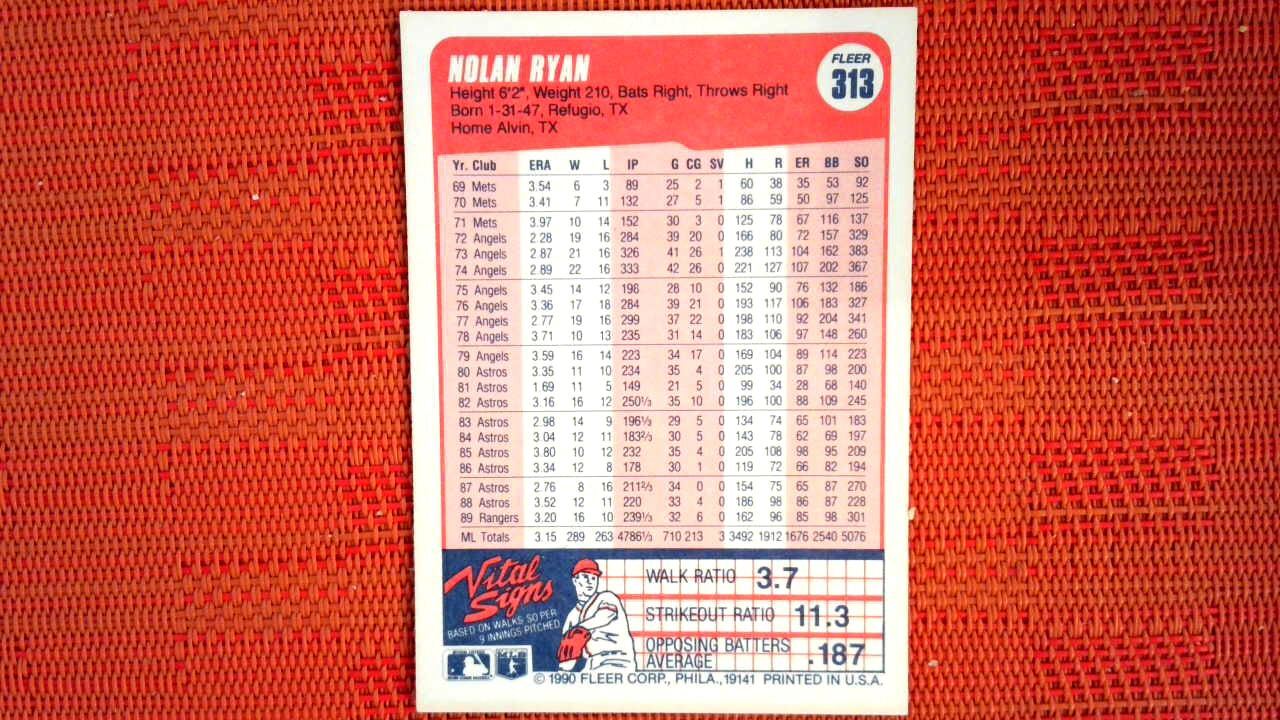 NOLAN RYAN
FLEER
313
Height 6'2", Weight 210, Bats Right, Throws Right
Born 1-31-47, Refugio, TX
Home Alvin, TX
Yr. Club ERA W L IP G CG SV H R ER BB SO
69 Mets 3.54 6 3 89 25 2 1 60 38 35 53 92
70 Mets 3.41 7 11 132 27 5 1 86 59 50 97 125
71 Mets 3.97 10 14 152 30 3 0 125 78 67 116 137
72 Angels 2.28 19 16 284 39 20 0 166 80 72 157 329
73 Angels 2.87 21 16 326 41 26 1 238 113 104 162 383
74 Angels 2.89 22 16 333 42 26 0 221 127 107 202 367
75 Angels 3.45 14 12 198 28 10 0 152 90 76 132 186
76 Angels 3.36 17 18 284 39 21 0 193 117 106 183 327
77 Angels 2.77 19 16 299 37 22 0 198 110 92 204 341
78 Angels 3.71 10 13 235 31 14 0 183 106 97 148 260
79 Angels 3.59 16 14 223 34 17 0 169 104 89 114 223
80 Astros 3.35 11 10 234 35 4 0 205 100 87 98 200
81 Astros 1.69 11 5 149 21 5 0 99 34 28 68 140
82 Astros 3.16 16 12 250⅓ 35 10 0 196 100 88 109 245
83 Astros 2.98 14 9 196⅓ 29 5 0 134 74 65 101 183
84 Astros 3.04 12 11 183⅔ 30 5 0 143 78 62 69 197
85 Astros 3.80 10 12 232 35 4 0 205 108 98 95 209
86 Astros 3.34 12 8 178 30 1 0 119 72 66 82 194
87 Astros 2.76 8 16 211⅔ 34 0 0 154 75 65 87 270
88 Astros 3.52 12 11 220 33 4 0 186 98 86 87 228
89 Rangers 3.20 16 10 239⅓ 32 6 0 162 96 85 98 301
ML Totals 3.15 289 263 4786⅓ 710 213 3 3492 1912 1676 2540 5076
Vital
Signs
BASED ON WALKS, SO PER
9 INNINGS PITCHED
WALK RATIO 3.7
STRIKEOUT RATIO 11.3
OPPOSING BATTERS
AVERAGE .187
MLB
© 1990 FLEER CORP., PHILA., 19141 PRINTED IN U.S.A.